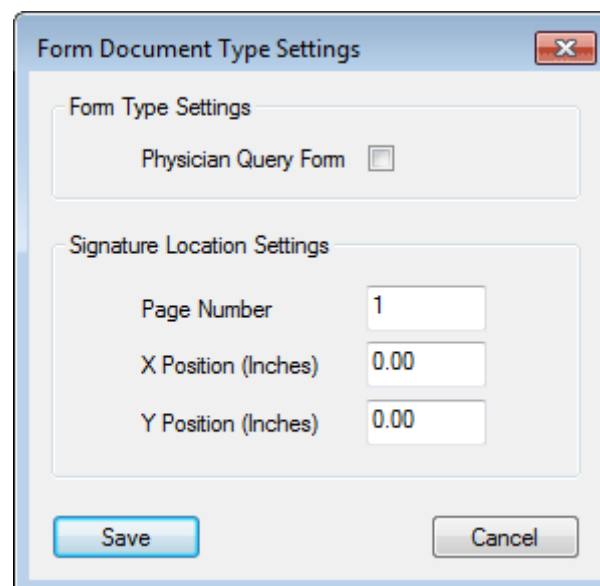 Form Document Type Settings
Form Type Settings
Physician Query Form
Signature Location Settings
Page Number 1
X Position (Inches) 0.00
Y Position (Inches) 0.00
Save Cancel